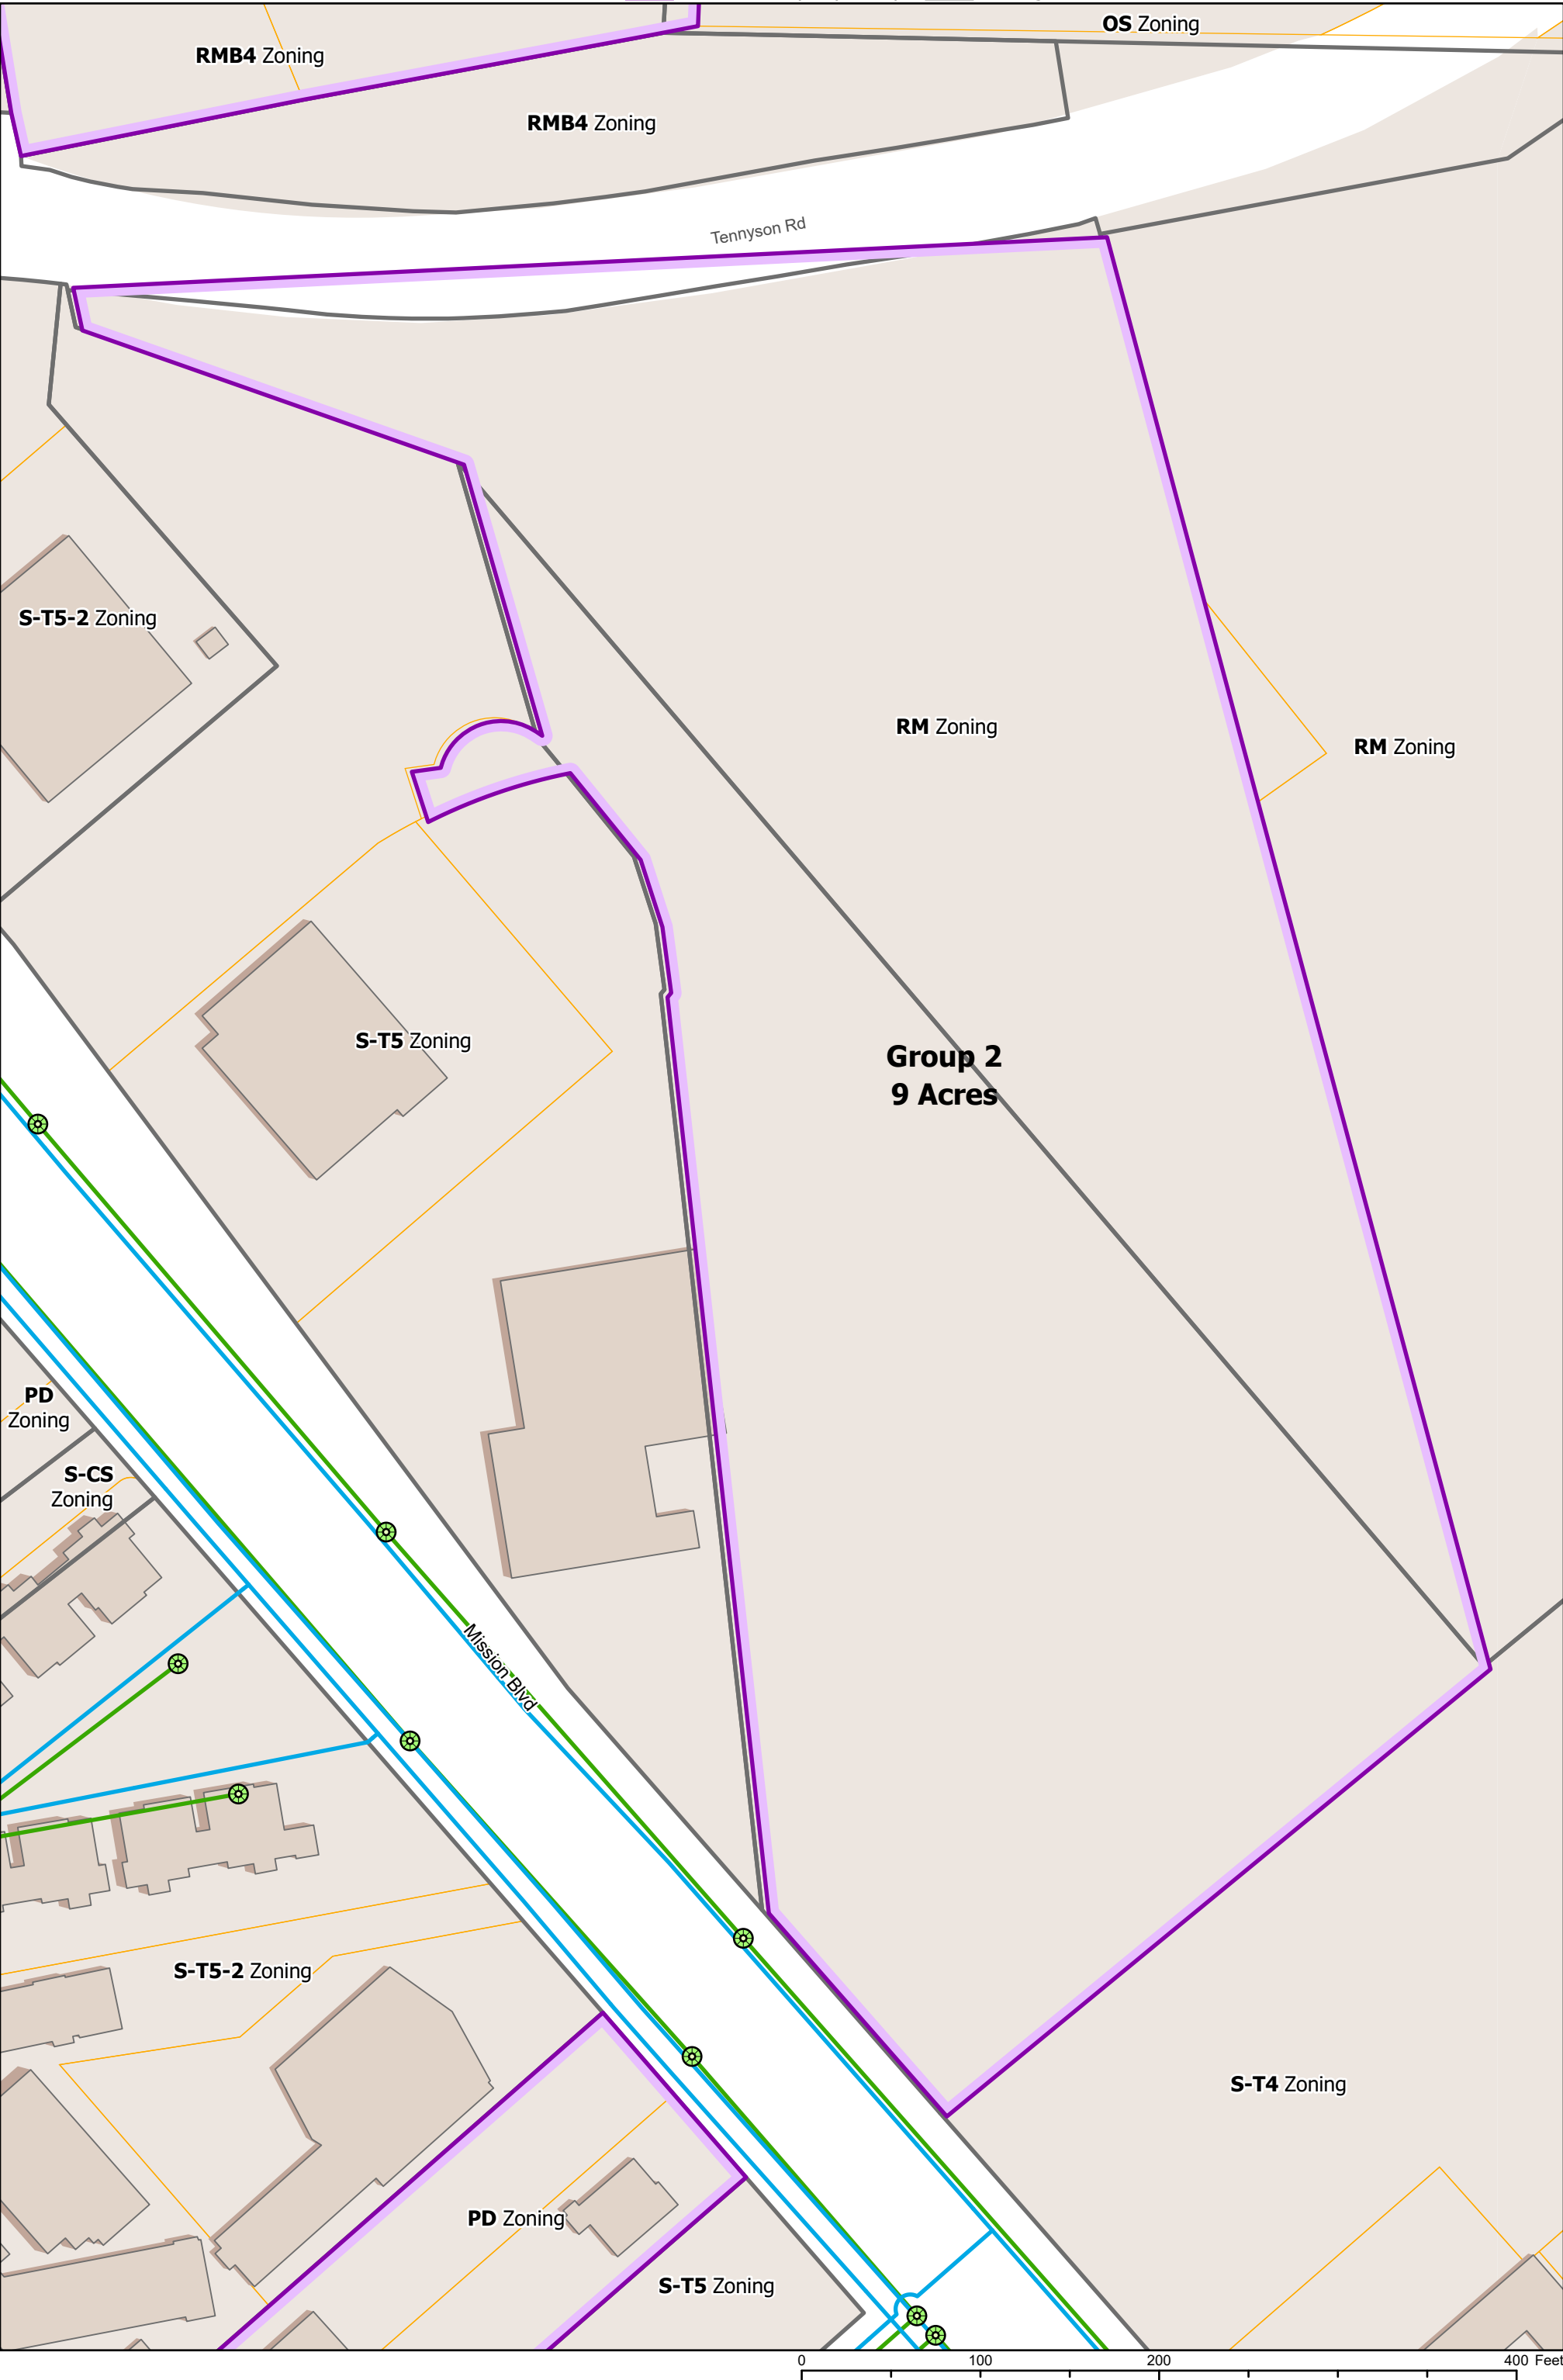 OS Zoning
RMB4 Zoning
RMB4 Zoning
Tennyson Rd
S-T5-2 Zoning
RM Zoning
RM Zoning
S-T5 Zoning
Group 2
9 Acres
PD
Zoning
S-CS
Zoning
Mission Blvd
S-T5-2 Zoning
S-T4 Zoning
PD Zoning
S-T5 Zoning
0 100 200 400 Feet